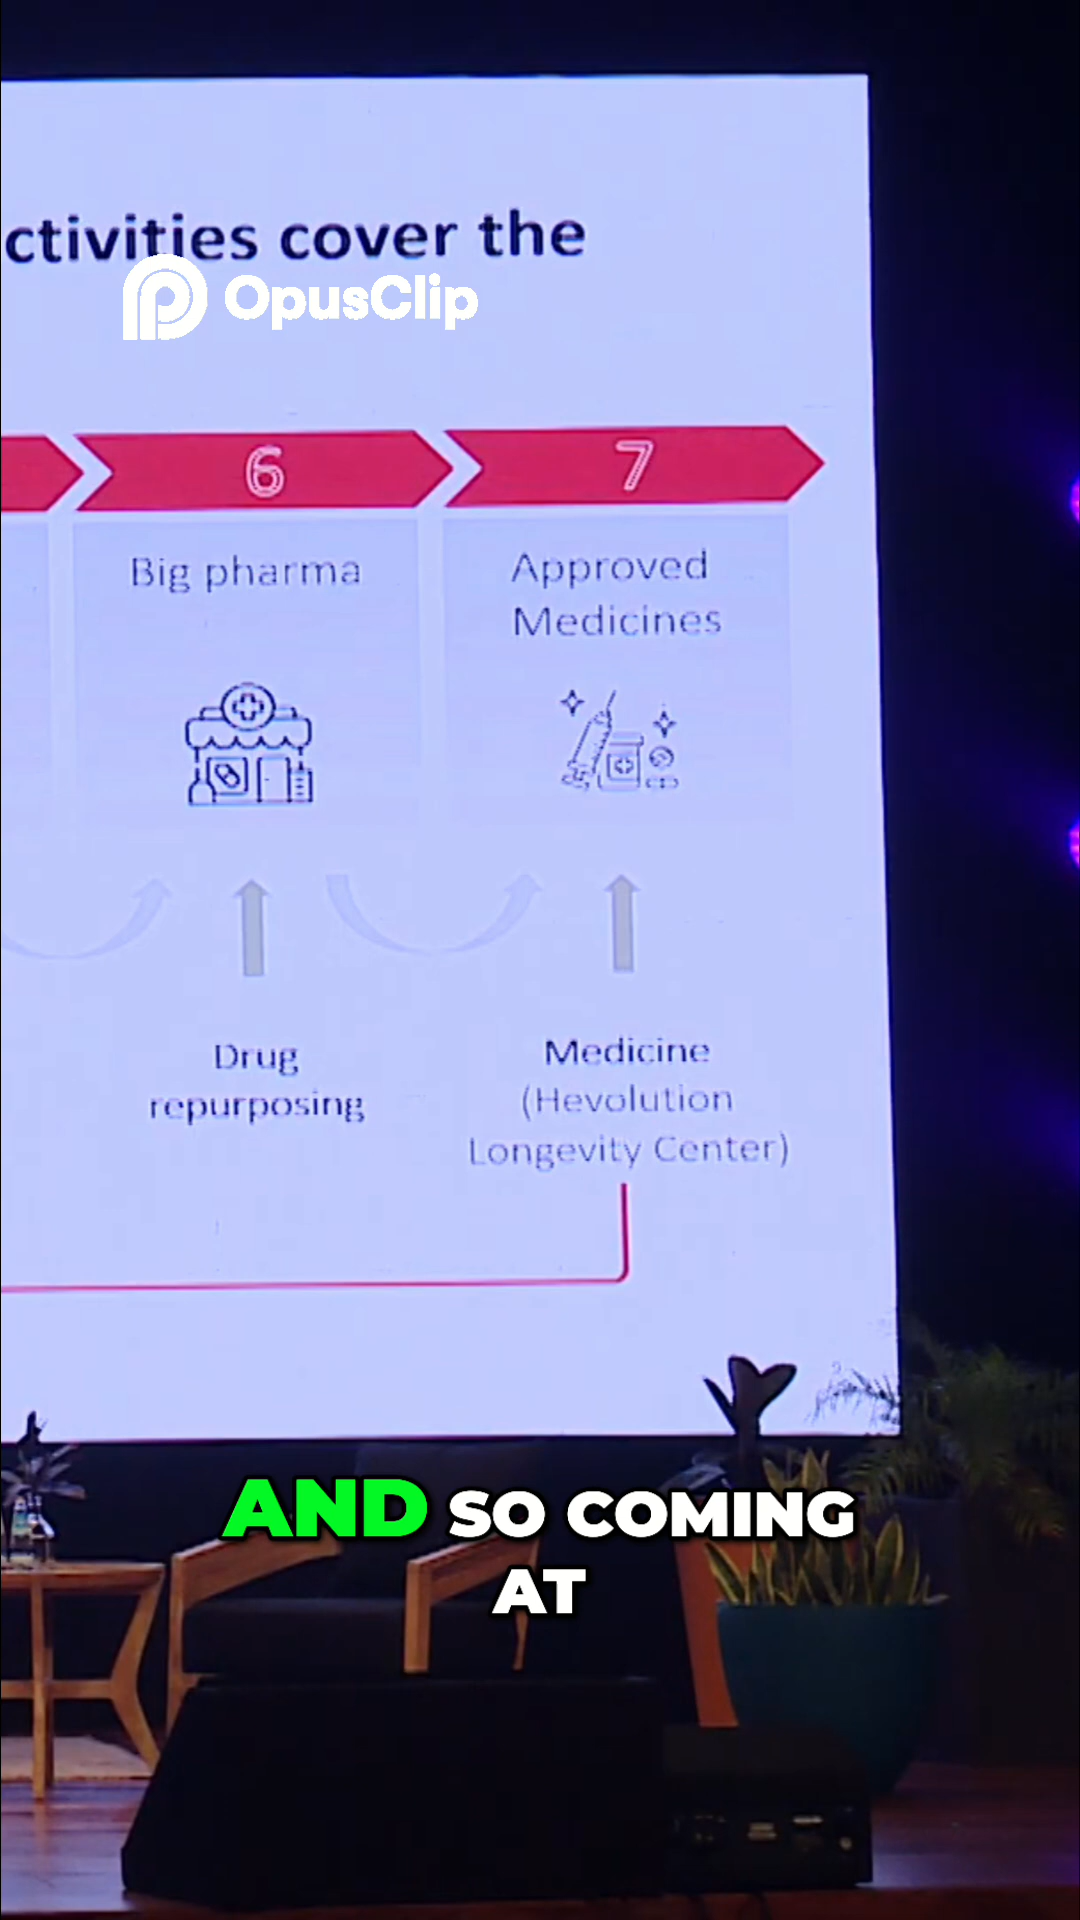 ctivities cover the
OpusClip
6
7
Big pharma
Approved
Medicines
Drug
repurposing
Medicine
(Hevolution
Longevity Center)
AND SO COMING
AT